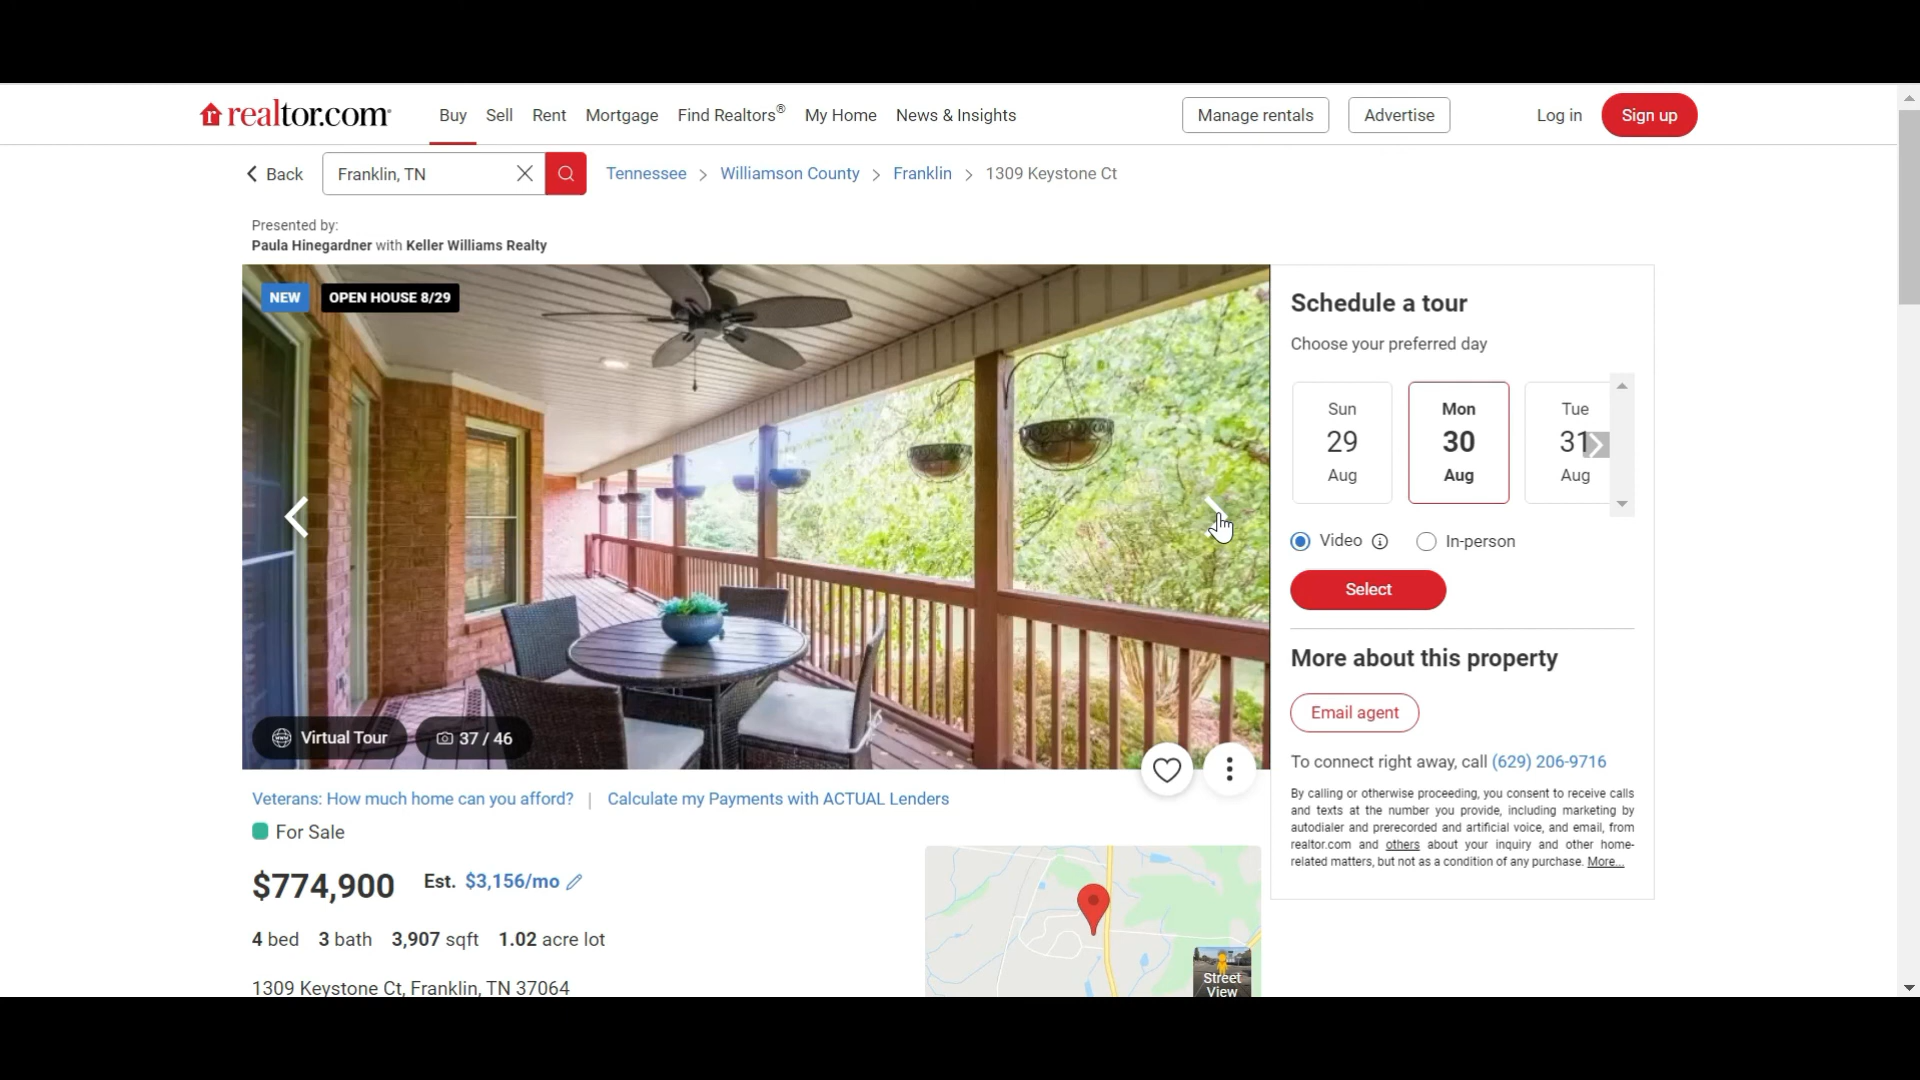 realtor.com
Buy Sell Rent Mortgage Find Realtors® My Home News & Insights Manage rentals Advertise Log in Sign up
Back Franklin, TN Tennessee > Williamson County > Franklin > 1309 Keystone Ct
Presented by:
Paula Hinegardner with Keller Williams Realty
NEW OPEN HOUSE 8/29
Virtual Tour 37 / 46
Schedule a tour
Choose your preferred day
Sun Mon Tue
29 30 31
Aug Aug Aug
Video In-person
Select
More about this property
Email agent
To connect right away, call (629) 206-9716
By calling or otherwise proceeding, you consent to receive calls
and texts at the number you provide, including marketing by
autodialer and prerecorded and artificial voice, and email, from
realtor.com and others about your inquiry and other home-
related matters, but not as a condition of any purchase. More...
Veterans: How much home can you afford? | Calculate my Payments with ACTUAL Lenders
For Sale
$774,900 Est. $3,156/mo
4 bed 3 bath 3,907 sqft 1.02 acre lot
1309 Keystone Ct, Franklin, TN 37064
Street
View